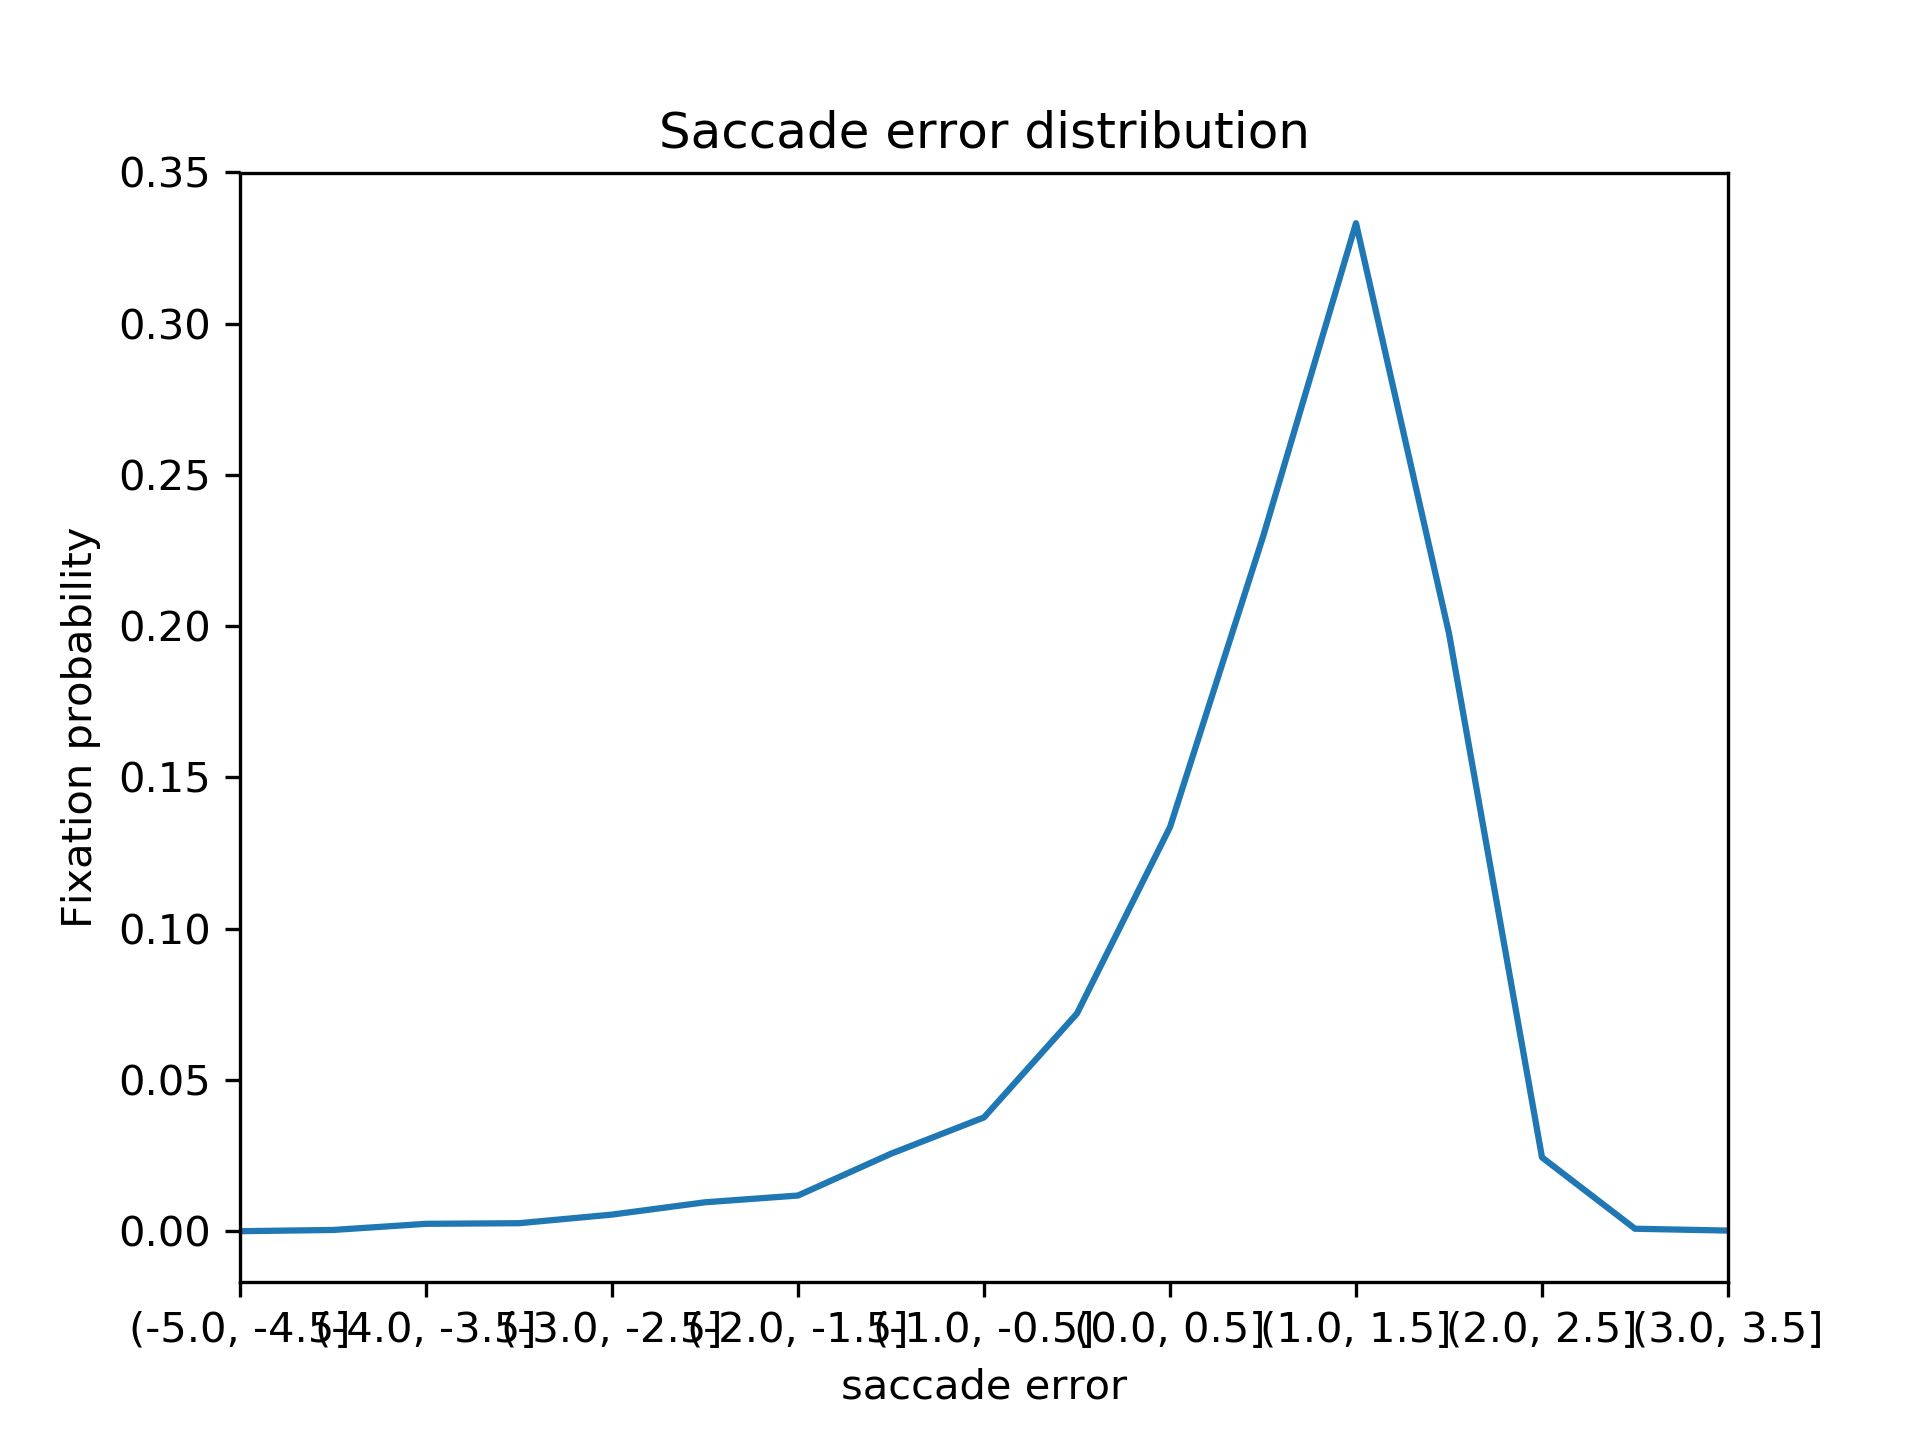 Saccade error distribution
0.35
0.30
0.25
0.20
0.15
0.10
0.05
0.00
Fixation probability
(-5.0, -4.5] (-4.0, -3.5] (-3.0, -2.5] (-2.0, -1.5] (-1.0, -0.5] (0.0, 0.5] (1.0, 1.5] (2.0, 2.5] (3.0, 3.5]
saccade error